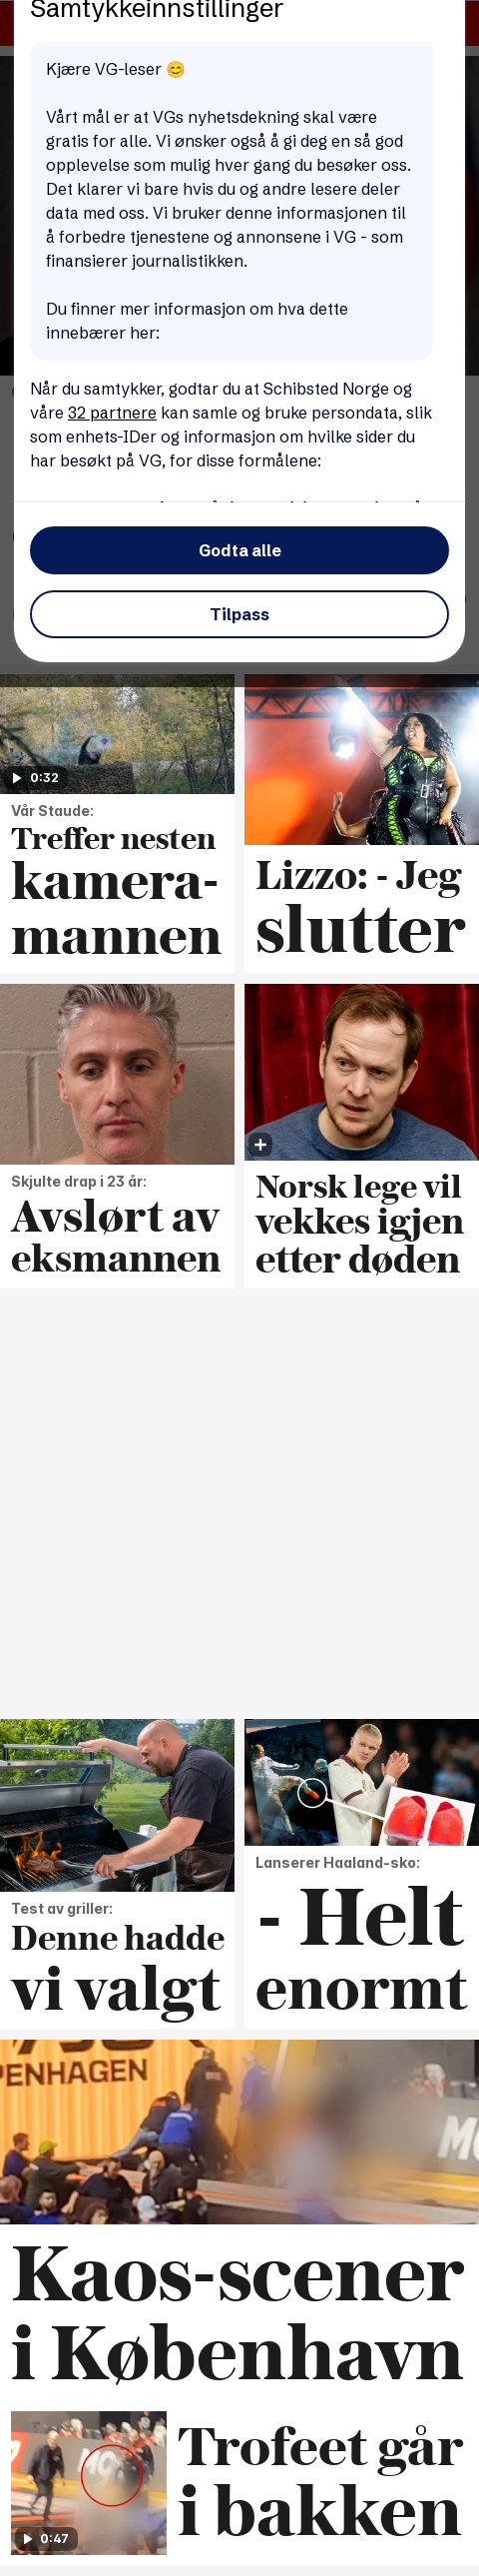 Samtykkeinnstillinger
Kjære VG-leser 😊
Vårt mål er at VGs nyhetsdekning skal være
gratis for alle. Vi ønsker også å gi deg en så god
opplevelse som mulig hver gang du besøker oss.
Det klarer vi bare hvis du og andre lesere deler
data med oss. Vi bruker denne informasjonen til
å forbedre tjenestene og annonsene i VG - som
finansierer journalistikken.
Du finner mer informasjon om hva dette
innebærer her:
Når du samtykker, godtar du at Schibsted Norge og
våre 32 partnere kan samle og bruke persondata, slik
som enhets-IDer og informasjon om hvilke sider du
har besøkt på VG, for disse formålene:
Godta alle
Tilpass
0:32
Vår Staude:
Treffer nesten
kamera-
mannen
Lizzo: - Jeg
slutter
Skjulte drap i 23 år:
Avslørt av
eksmannen
Norsk lege vil
vekkes igjen
etter døden
Test av griller:
Denne hadde
vi valgt
Lanserer Haaland-sko:
- Helt
enormt
PENHAGEN
Kaos-scener
i København
0:47
Trofeet går
i bakken